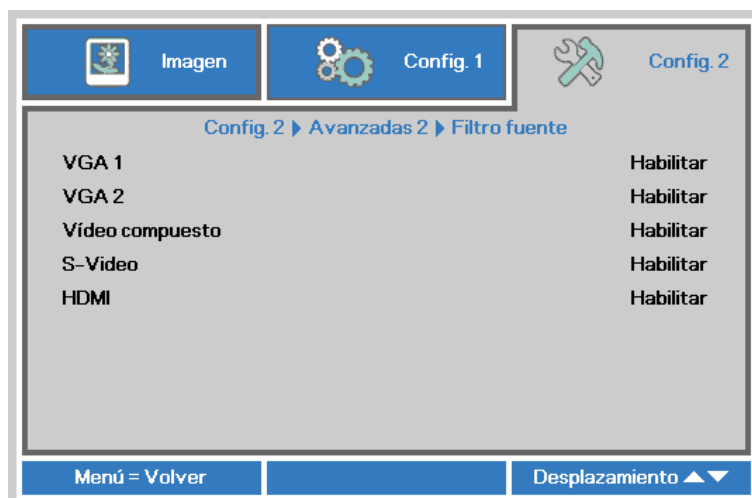 Imagen Config. 1 Config. 2
Config. 2 ▶ Avanzadas 2 ▶ Filtro fuente
VGA 1 Habilitar
VGA 2 Habilitar
Vídeo compuesto Habilitar
S-Video Habilitar
HDMI Habilitar
Menú = Volver Desplazamiento ▲▼